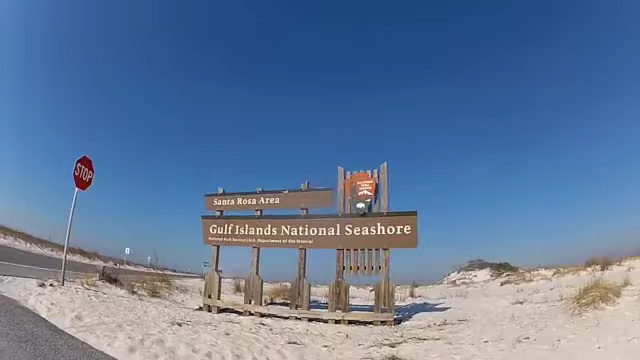 STOP
Santa Rosa Area
Gulf Islands National Seashore
National Park Service U.S. Department of the Interior